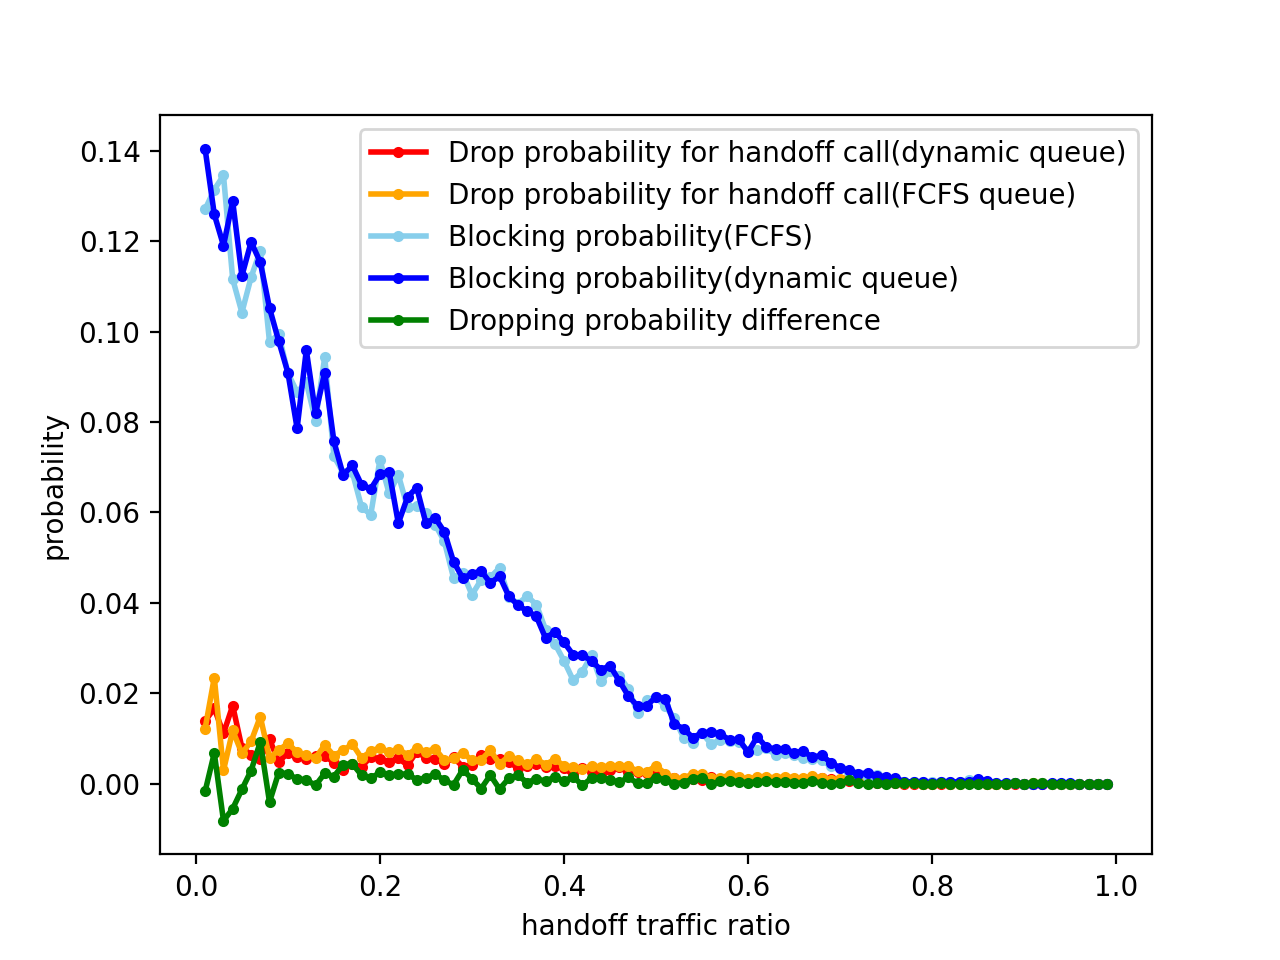 Drop probability for handoff call(dynamic queue)
Drop probability for handoff call(FCFS queue)
Blocking probability(FCFS)
Blocking probability(dynamic queue)
Dropping probability difference
0.14
0.12
0.10
0.08
0.06
0.04
0.02
0.00
probability
0.0 0.2 0.4 0.6 0.8 1.0
handoff traffic ratio